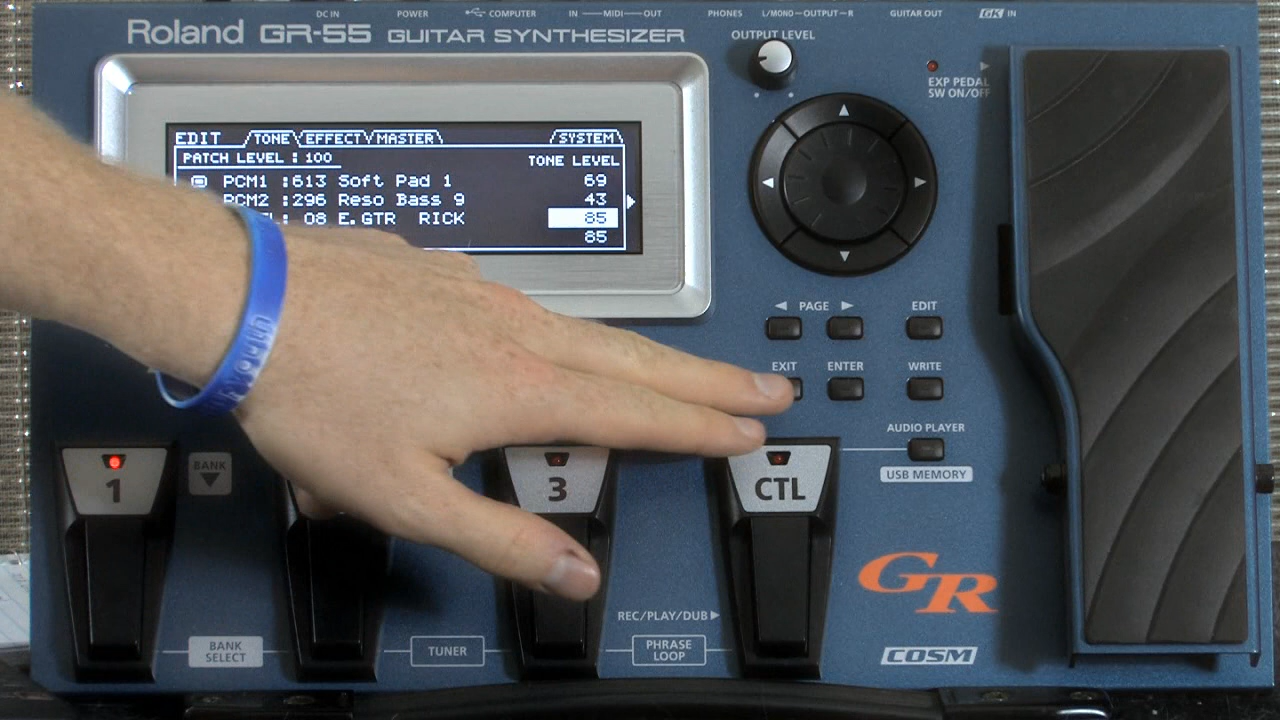 DC IN POWER COMPUTER IN MIDI OUT PHONES L/MONO OUTPUT R GUITAR OUT GK IN
Roland GR-55 GUITAR SYNTHESIZER
OUTPUT LEVEL
EXP PEDAL
SW ON/OFF
EDIT TONE EFFECT MASTER SYSTEM
PATCH LEVEL : 100 TONE LEVEL
PCM1 :613 Soft Pad 1 69
PCM2 :296 Reso Bass 9 43
L: 08 E.GTR RICK 85
85
◀ PAGE ▶ EDIT
EXIT ENTER WRITE
AUDIO PLAYER
USB MEMORY
1
BANK
▼
3
CTL
GR
REC/PLAY/DUB▶
BANK
SELECT
TUNER
PHRASE
LOOP
COSM